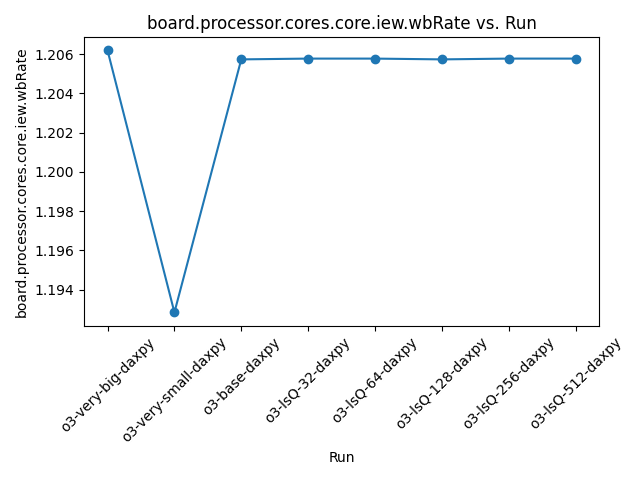 board.processor.cores.core.iew.wbRate vs. Run
board.processor.cores.core.iew.wbRate
1.206
1.204
1.202
1.200
1.198
1.196
1.194
o3-very-big-daxpy
o3-very-small-daxpy
o3-base-daxpy
o3-lsQ-32-daxpy
o3-lsQ-64-daxpy
o3-lsQ-128-daxpy
o3-lsQ-256-daxpy
o3-lsQ-512-daxpy
Run